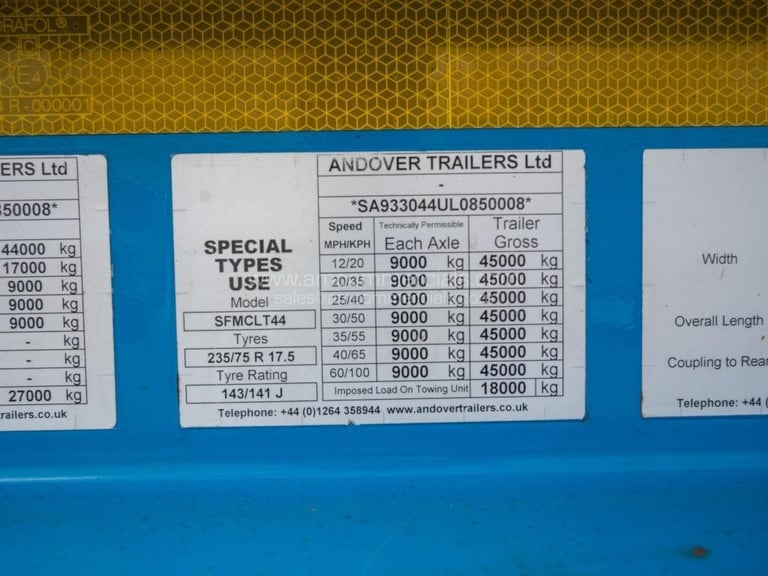 ORAFOL®
E4
R-000001
ERS Ltd
350008*
44000 kg
17000 kg
9000 kg
9000 kg
9000 kg
- kg
- kg
- kg
27000 kg
railers.co.uk
SPECIAL
TYPES
USE
Model
SFMCLT44
Tyres
235/75 R 17.5
Tyre Rating
143/141 J
ANDOVER TRAILERS Ltd
-
*SA933044UL0850008*
Speed Technically Permissible Trailer
MPH/KPH Each Axle Gross
12/20 9000 kg 45000 kg
20/35 9000 kg 45000 kg
25/40 9000 kg 45000 kg
30/50 9000 kg 45000 kg
35/55 9000 kg 45000 kg
40/65 9000 kg 45000 kg
60/100 9000 kg 45000 kg
Imposed Load On Towing Unit 18000 kg
Telephone: +44 (0)1264 358944 www.andovertrailers.co.uk
Width
Overall Length
Coupling to Rear
Telephone: +44 (